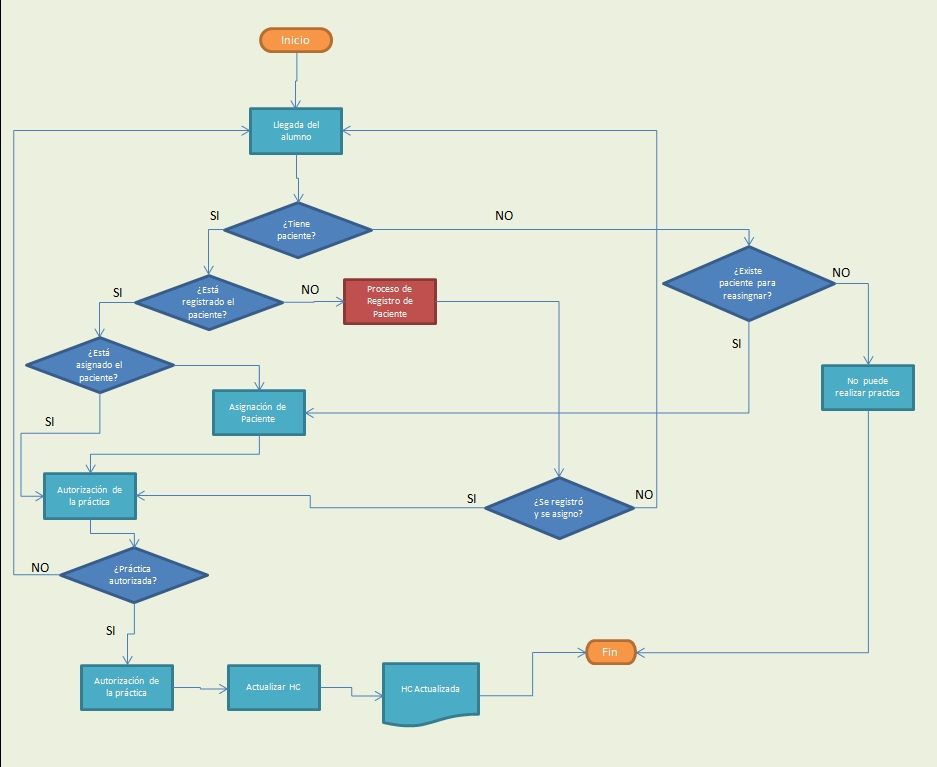 Inicio
Llegada del
alumno
SI
¿Tiene
paciente?
NO
¿Existe
paciente para
reasingnar?
NO
SI
¿Está
registrado el
paciente?
NO
Proceso de
Registro de
Paciente
SI
¿Está
asignado el
paciente?
No puede
realizar practica
Asignación de
Paciente
SI
Autorización de
la práctica
SI
¿Se registró
y se asigno?
NO
NO
¿Práctica
autorizada?
SI
Fin
Autorización de
la práctica
Actualizar HC
HC Actualizada